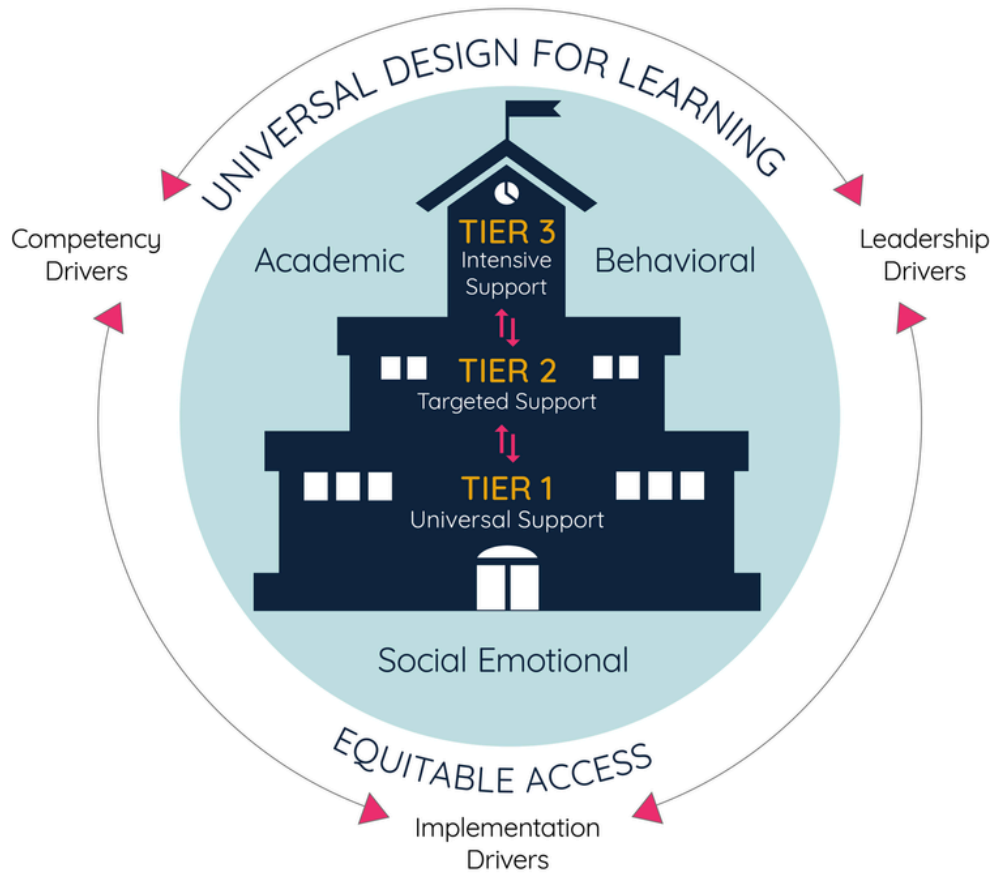 UNIVERSAL DESIGN FOR LEARNING
Competency
Drivers
Leadership
Drivers
Academic
Behavioral
TIER 3
Intensive
Support
TIER 2
Targeted Support
TIER 1
Universal Support
Social Emotional
EQUITABLE ACCESS
Implementation
Drivers